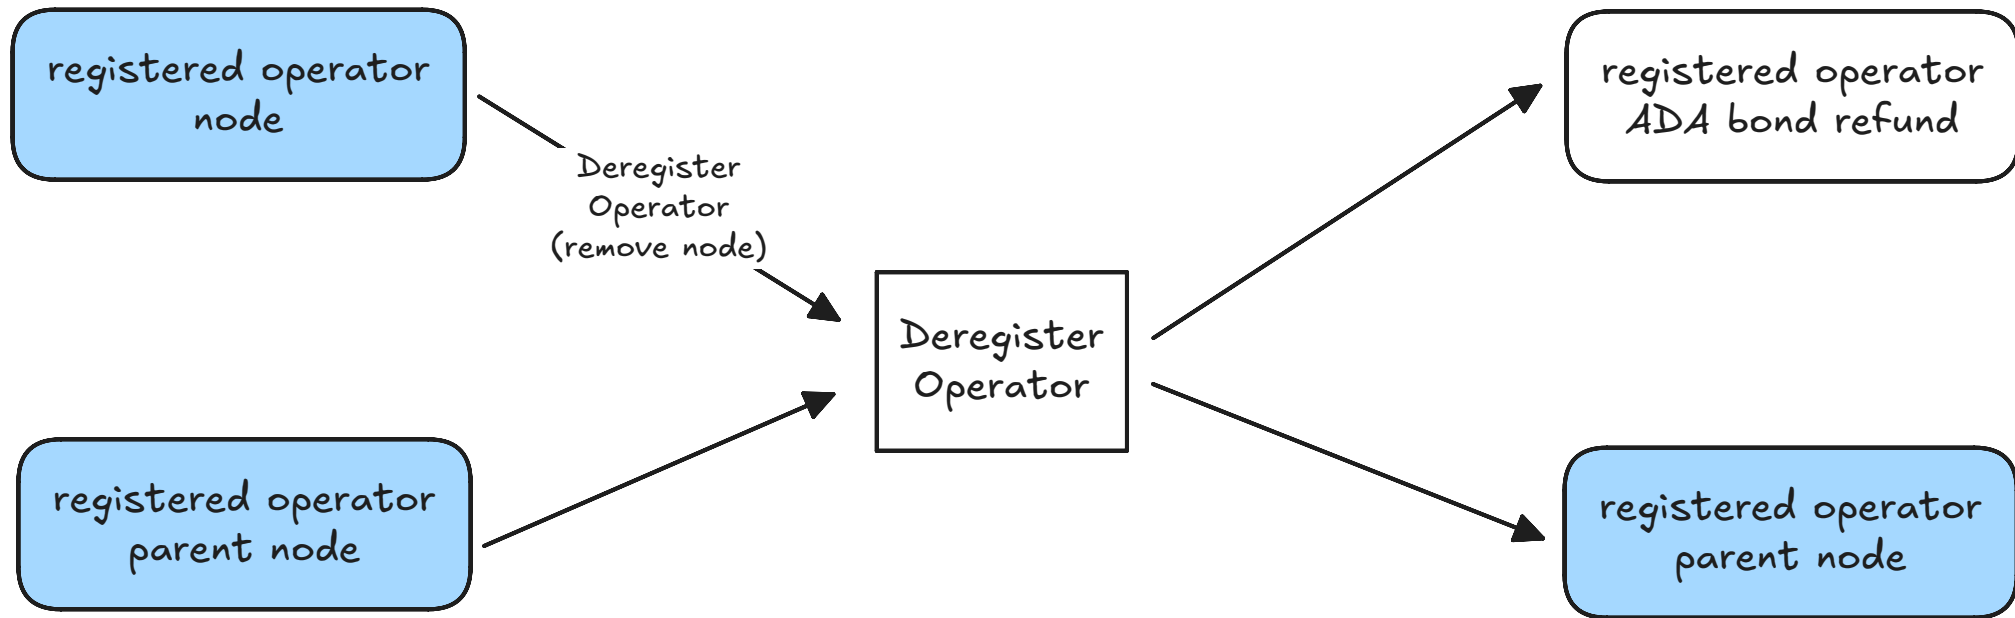 registered operator
node
Deregister
Operator
(remove node)
registered operator
parent node
Deregister
Operator
registered operator
ADA bond refund
registered operator
parent node